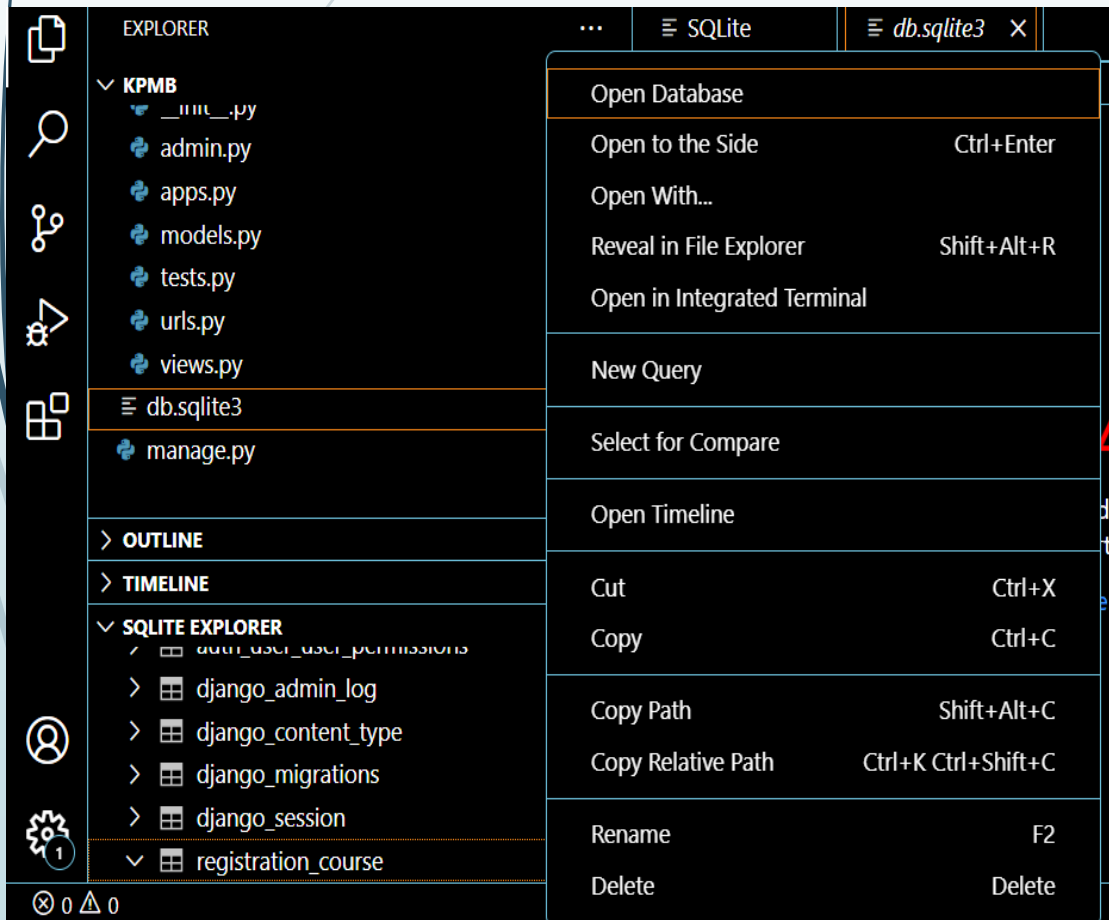 EXPLORER
SQLite
db.sqlite3
KPMB
__init__.py
admin.py
apps.py
models.py
tests.py
urls.py
views.py
db.sqlite3
manage.py
OUTLINE
TIMELINE
SQLITE EXPLORER
auth_user_user_permissions
django_admin_log
django_content_type
django_migrations
django_session
registration_course
1
0 0
Open Database
Open to the Side Ctrl+Enter
Open With...
Reveal in File Explorer Shift+Alt+R
Open in Integrated Terminal
New Query
Select for Compare
Open Timeline
Cut Ctrl+X
Copy Ctrl+C
Copy Path Shift+Alt+C
Copy Relative Path Ctrl+K Ctrl+Shift+C
Rename F2
Delete Delete